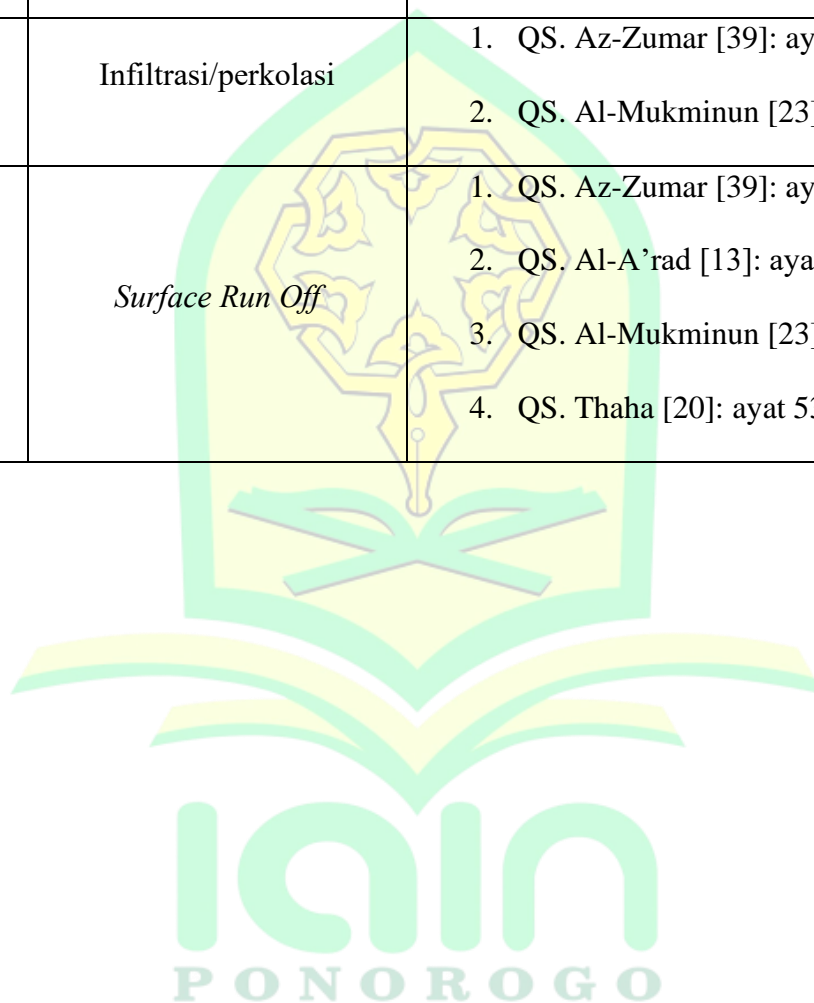 Infiltrasi/perkolasi
1. QS. Az-Zumar [39]: ay
2. QS. Al-Mukminun [23]
Surface Run Off
1. QS. Az-Zumar [39]: ay
2. QS. Al-A’rad [13]: aya
3. QS. Al-Mukminun [23]
4. QS. Thaha [20]: ayat 53
iain
PONOROGO